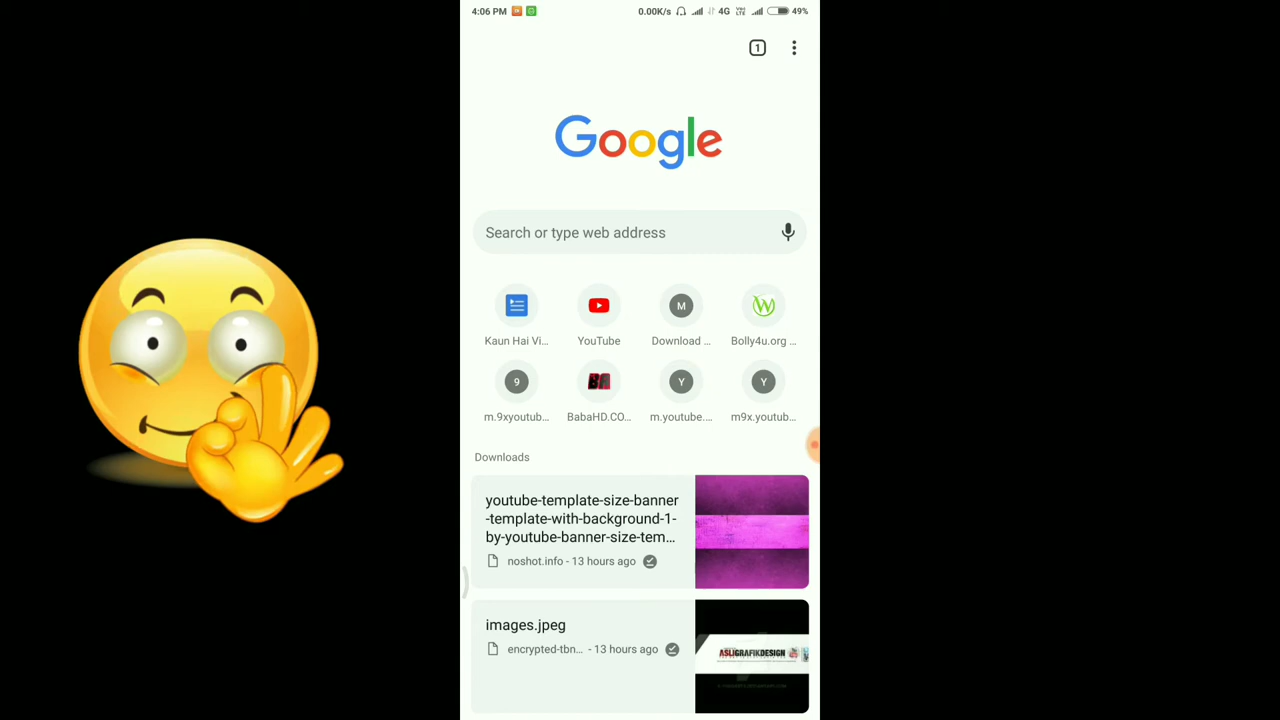 4:06 PM
0.00K/s 4G VoLTE 49%
1
Google
Search or type web address
Kaun Hai Vi... YouTube M Download ... Bolly4u.org ...
9 BA Y Y
m.9xyoutub... BabaHD.CO... m.youtube.... m9x.youtub...
Downloads
youtube-template-size-banner
-template-with-background-1-
by-youtube-banner-size-tem...
noshot.info - 13 hours ago
images.jpeg
encrypted-tbn... - 13 hours ago
ASLIGRAFIKDESIGN